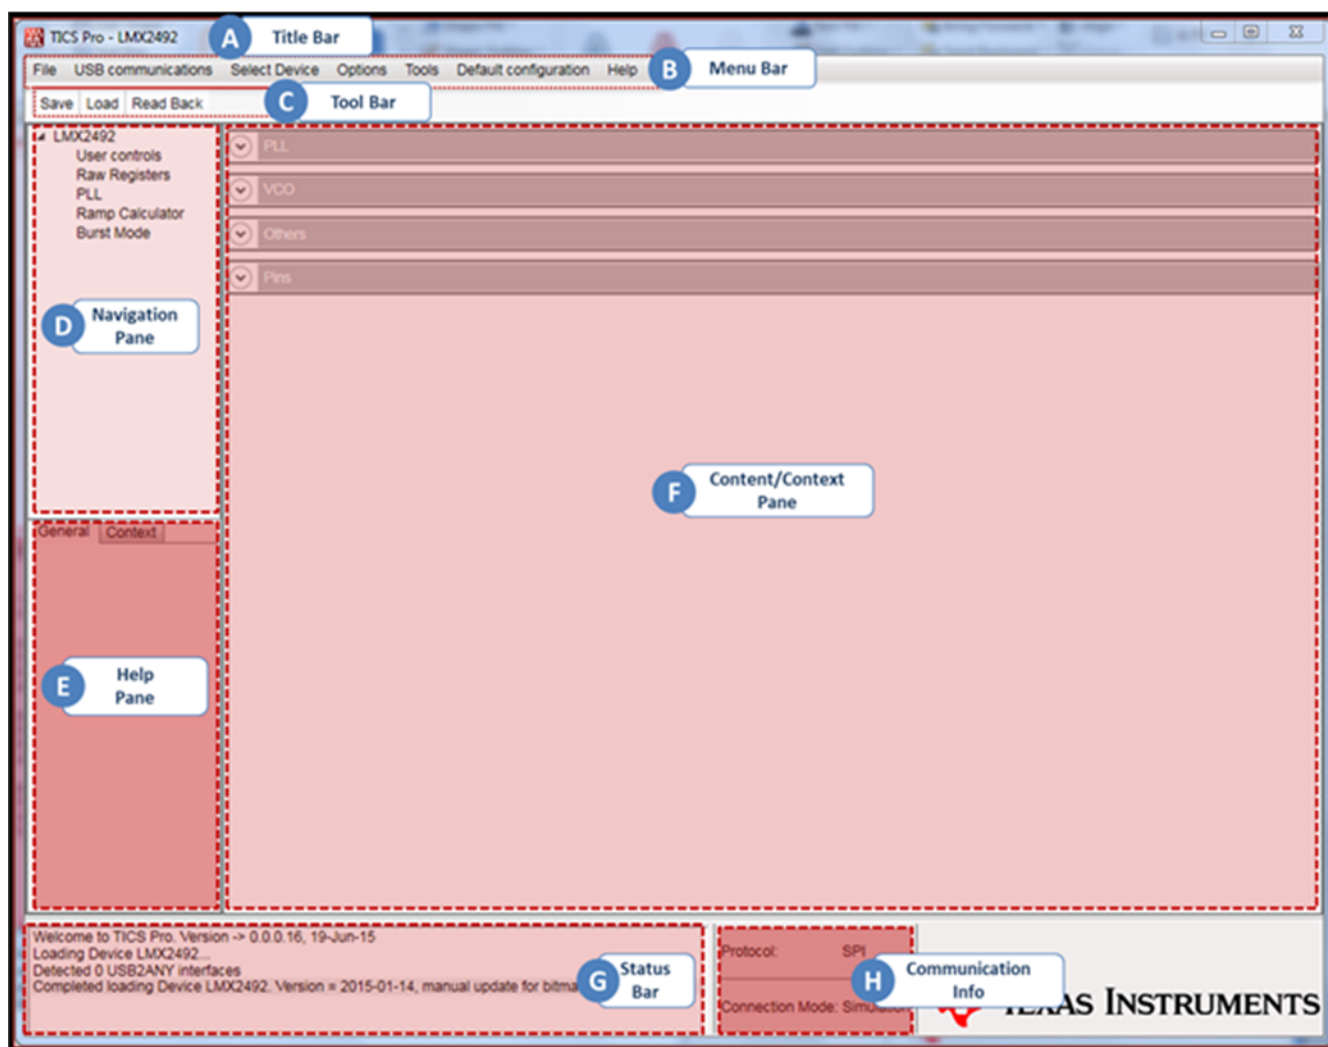 TICS Pro - LMX2492
A Title Bar
File USB communications Select Device Options Tools Default configuration Help
B Menu Bar
Save Load Read Back
C Tool Bar
LMX2492
User controls
Raw Registers
PLL
Ramp Calculator
Burst Mode
D Navigation
Pane
PLL
VCO
Others
Pins
F Content/Context
Pane
General Context
E Help
Pane
Welcome to TICS Pro. Version -> 0.0.0.16, 19-Jun-15
Loading Device LMX2492...
Detected 0 USB2ANY interfaces
Completed loading Device LMX2492. Version = 2015-01-14, manual update for
G Status
Bar
Protocol: SPI
Connection Mode:
H Communication
Info
INSTRUMENTS